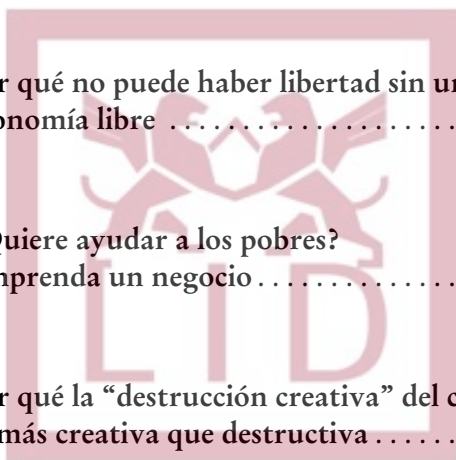 r qué no puede haber libertad sin un
onomía libre . . . . . . . . . . . . . . . . . . . . .
uiere ayudar a los pobres?
mprenda un negocio . . . . . . . . . . . . . . .
r qué la “destrucción creativa” del c
más creativa que destructiva . . . . . . .
LID